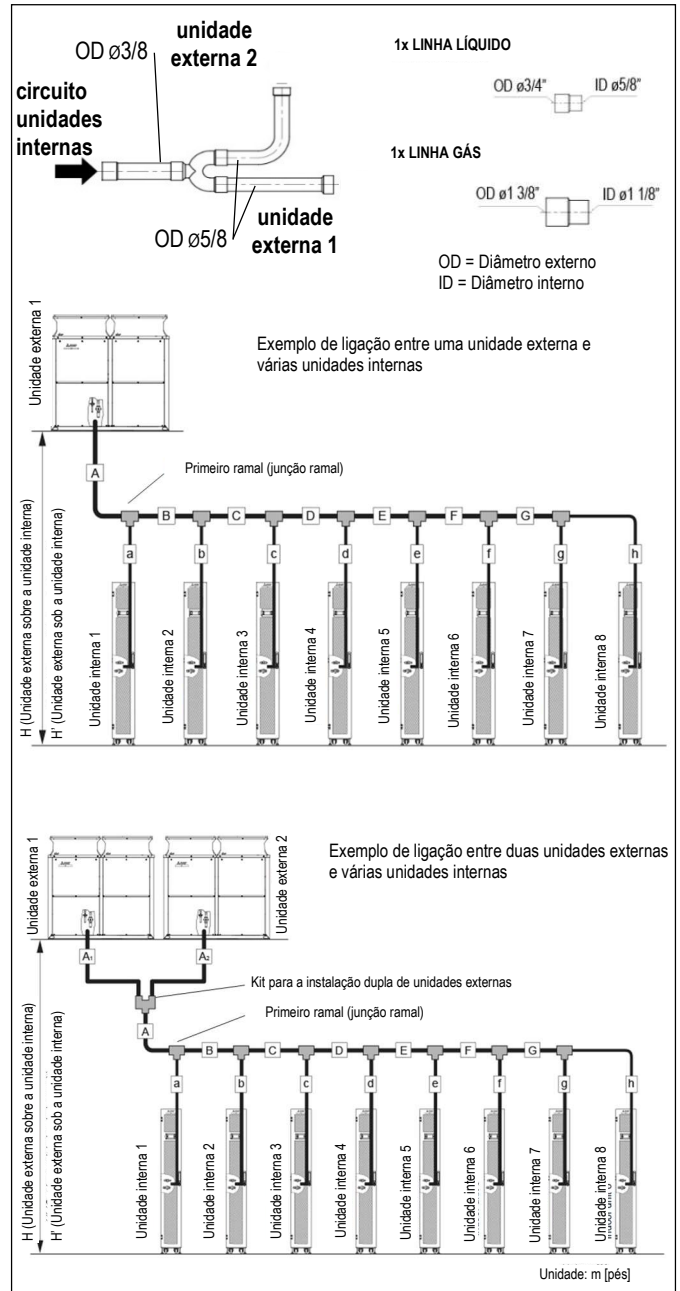 OD ø3/8
unidade
externa 2
circuito
unidades
internas
OD ø5/8
unidade
externa 1
1x LINHA LÍQUIDO
OD ø3/4"
ID ø5/8"
1x LINHA GÁS
OD ø1 3/8"
ID ø1 1/8"
OD = Diâmetro externo
ID = Diâmetro interno
Unidade externa 1
Exemplo de ligação entre uma unidade externa e
várias unidades internas
H (Unidade externa sobre a unidade interna)
H' (Unidade externa sob a unidade interna)
A
Primeiro ramal (junção ramal)
B
C
D
E
F
G
a
b
c
d
e
f
g
h
Unidade interna 1
Unidade interna 2
Unidade interna 3
Unidade interna 4
Unidade interna 5
Unidade interna 6
Unidade interna 7
Unidade interna 8
Unidade externa 1
Unidade externa 2
Exemplo de ligação entre duas unidades externas
e várias unidades internas
H (Unidade externa sobre a unidade interna)
H' (Unidade externa sob a unidade interna)
A1
A2
Kit para a instalação dupla de unidades externas
A
Primeiro ramal (junção ramal)
B
C
D
E
F
G
a
b
c
d
e
f
g
h
Unidade interna 1
Unidade interna 2
Unidade interna 3
Unidade interna 4
Unidade interna 5
Unidade interna 6
Unidade interna 7
Unidade interna 8
Unidade: m [pés]